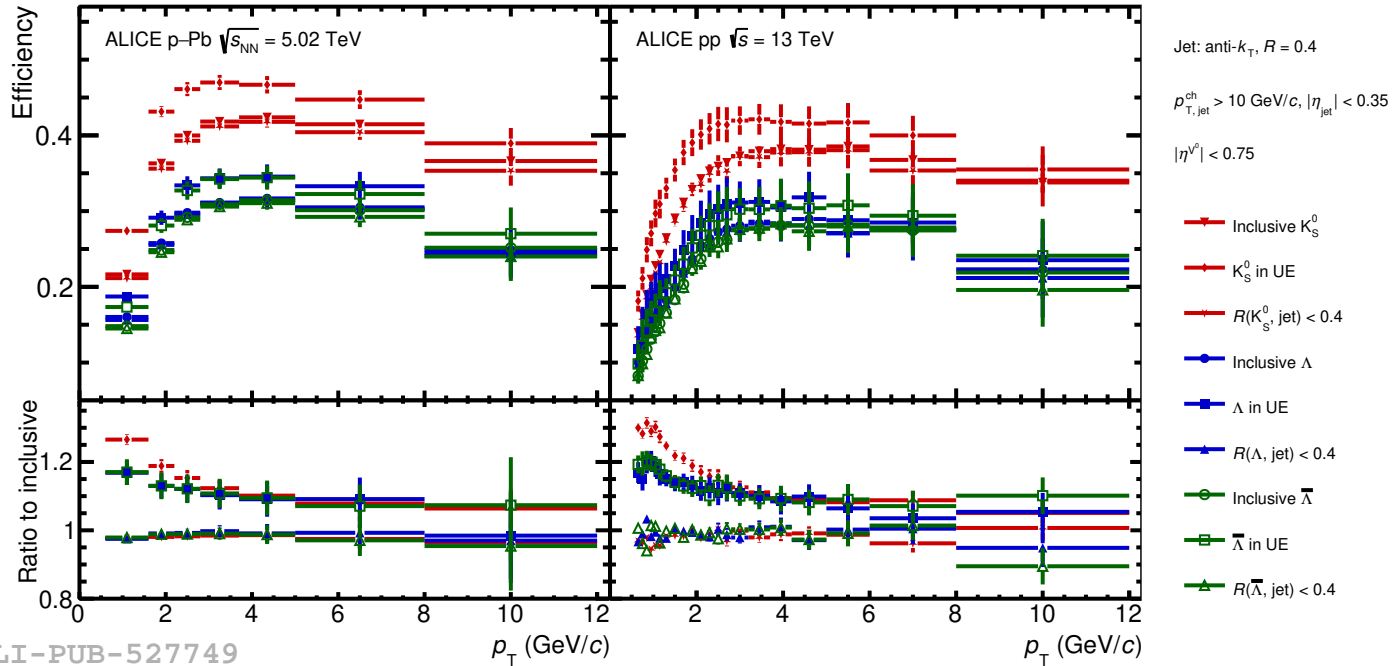 ALICE p–Pb √s_NN = 5.02 TeV
ALICE pp √s = 13 TeV
Efficiency
0.4
0.2
Ratio to inclusive
1.2
1
0.8
0 2 4 6 8 10 12
2 4 6 8 10 12
p_T (GeV/c)
p_T (GeV/c)
Jet: anti-k_T, R = 0.4
p^ch_T, jet > 10 GeV/c, |η_jet| < 0.35
|η^V⁰| < 0.75
Inclusive K⁰_S
K⁰_S in UE
R(K⁰_S, jet) < 0.4
Inclusive Λ
Λ in UE
R(Λ, jet) < 0.4
Inclusive Λ̅
Λ̅ in UE
R(Λ̅, jet) < 0.4
LI-PUB-527749